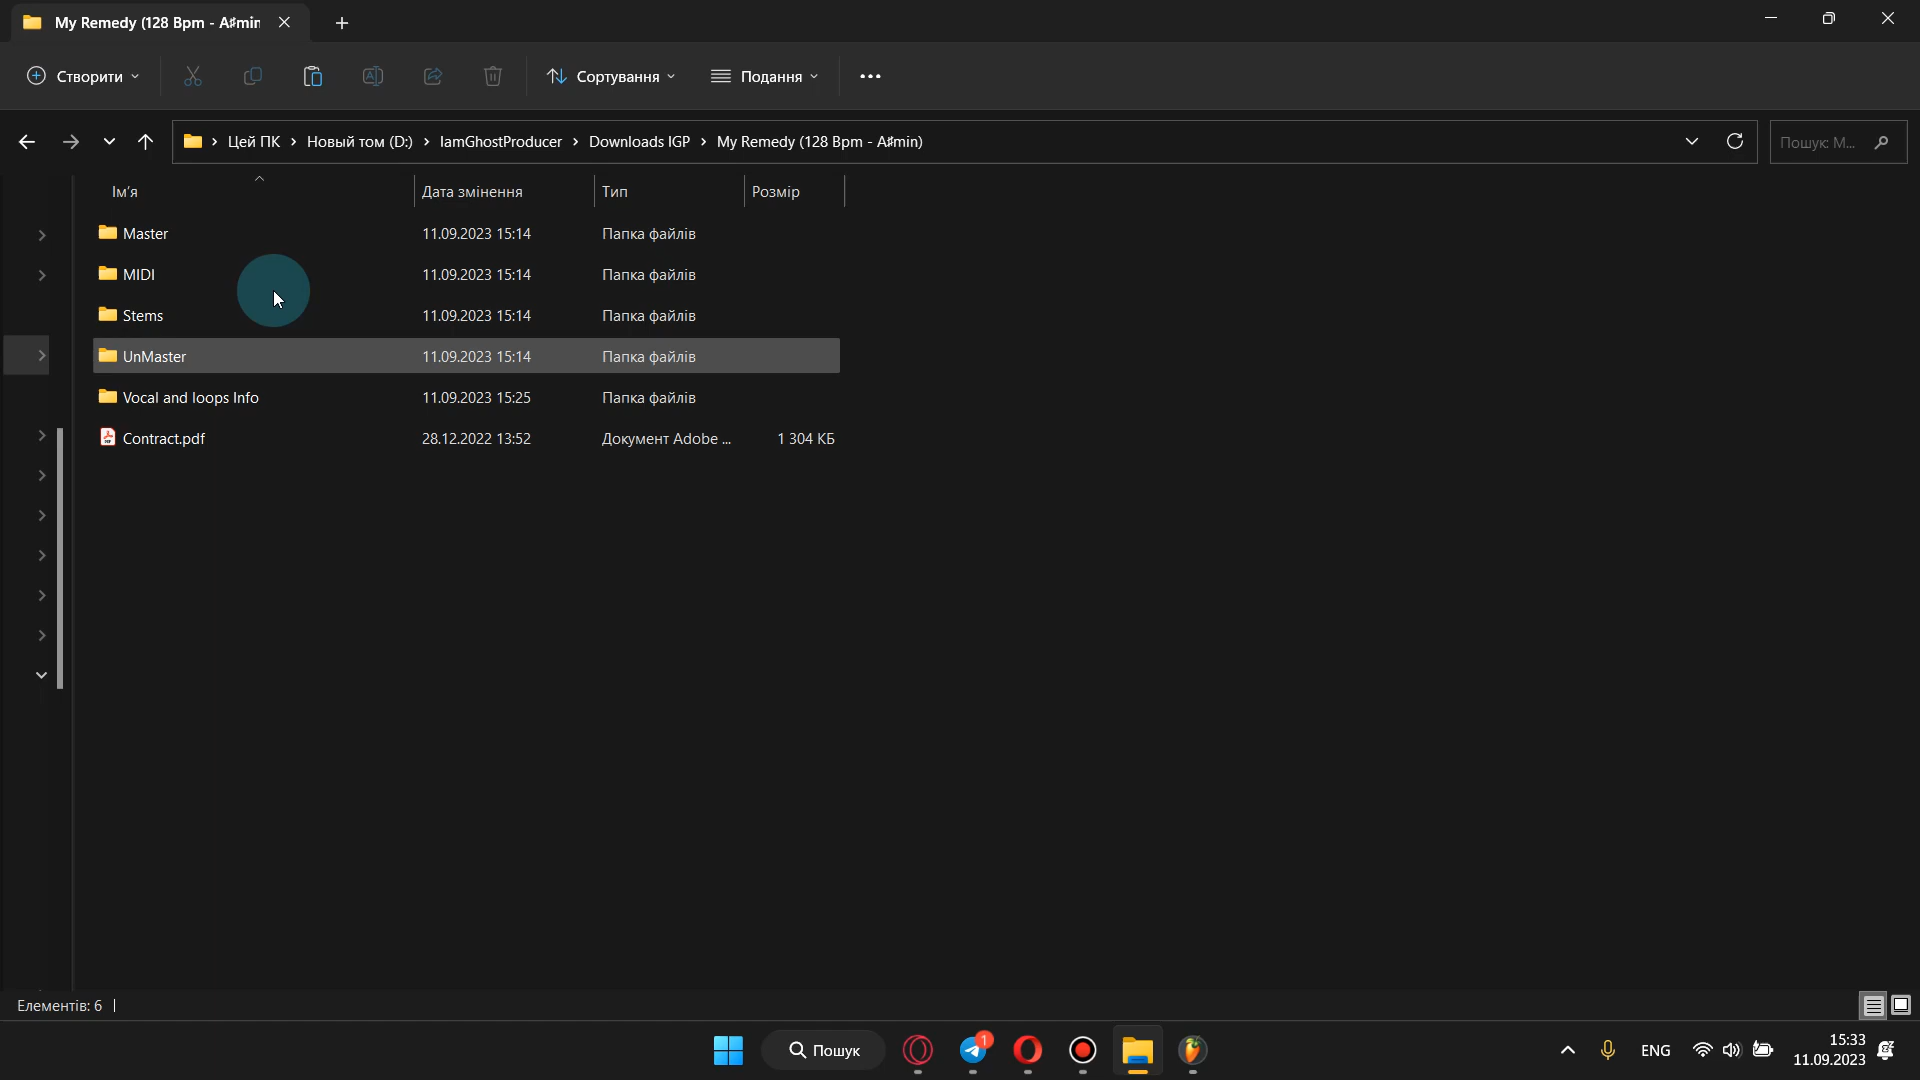 My Remedy (128 Bpm - A♯min
Створити
Сортування
Подання
Цей ПК
Новый том (D:)
IamGhostProducer
Downloads IGP
My Remedy (128 Bpm - A♯min)
Пошук: M...
Ім'я
Дата змінення
Тип
Розмір
Master 11.09.2023 15:14 Папка файлів
MIDI 11.09.2023 15:14 Папка файлів
Stems 11.09.2023 15:14 Папка файлів
UnMaster 11.09.2023 15:14 Папка файлів
Vocal and loops Info 11.09.2023 15:25 Папка файлів
Contract.pdf 28.12.2022 13:52 Документ Adobe ... 1 304 КБ
Елементів: 6
Пошук
1
ENG
15:33
11.09.2023